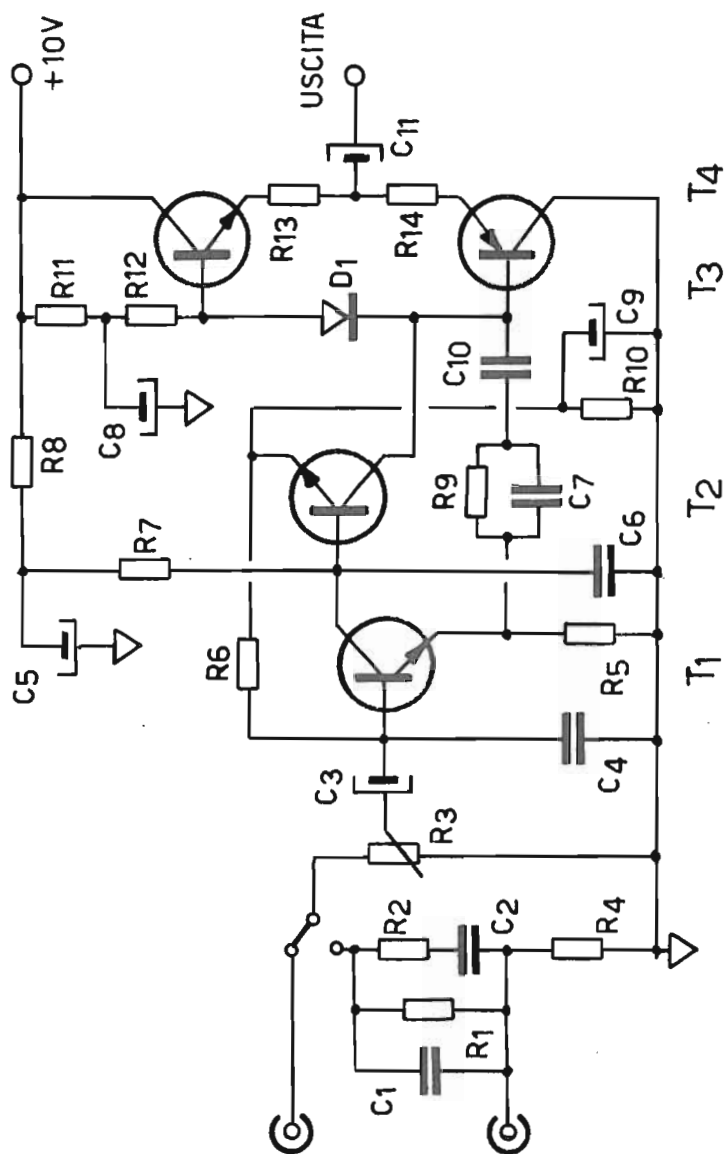 C5
R8
+10V
R11
C8
R7
R12
R6
R13
USCITA
C3
D1
C1
R2
R3
R9
C10
R14
C11
R1
C2
C7
C4
R5
C6
R4
R10
C9
T1 T2 T3 T4